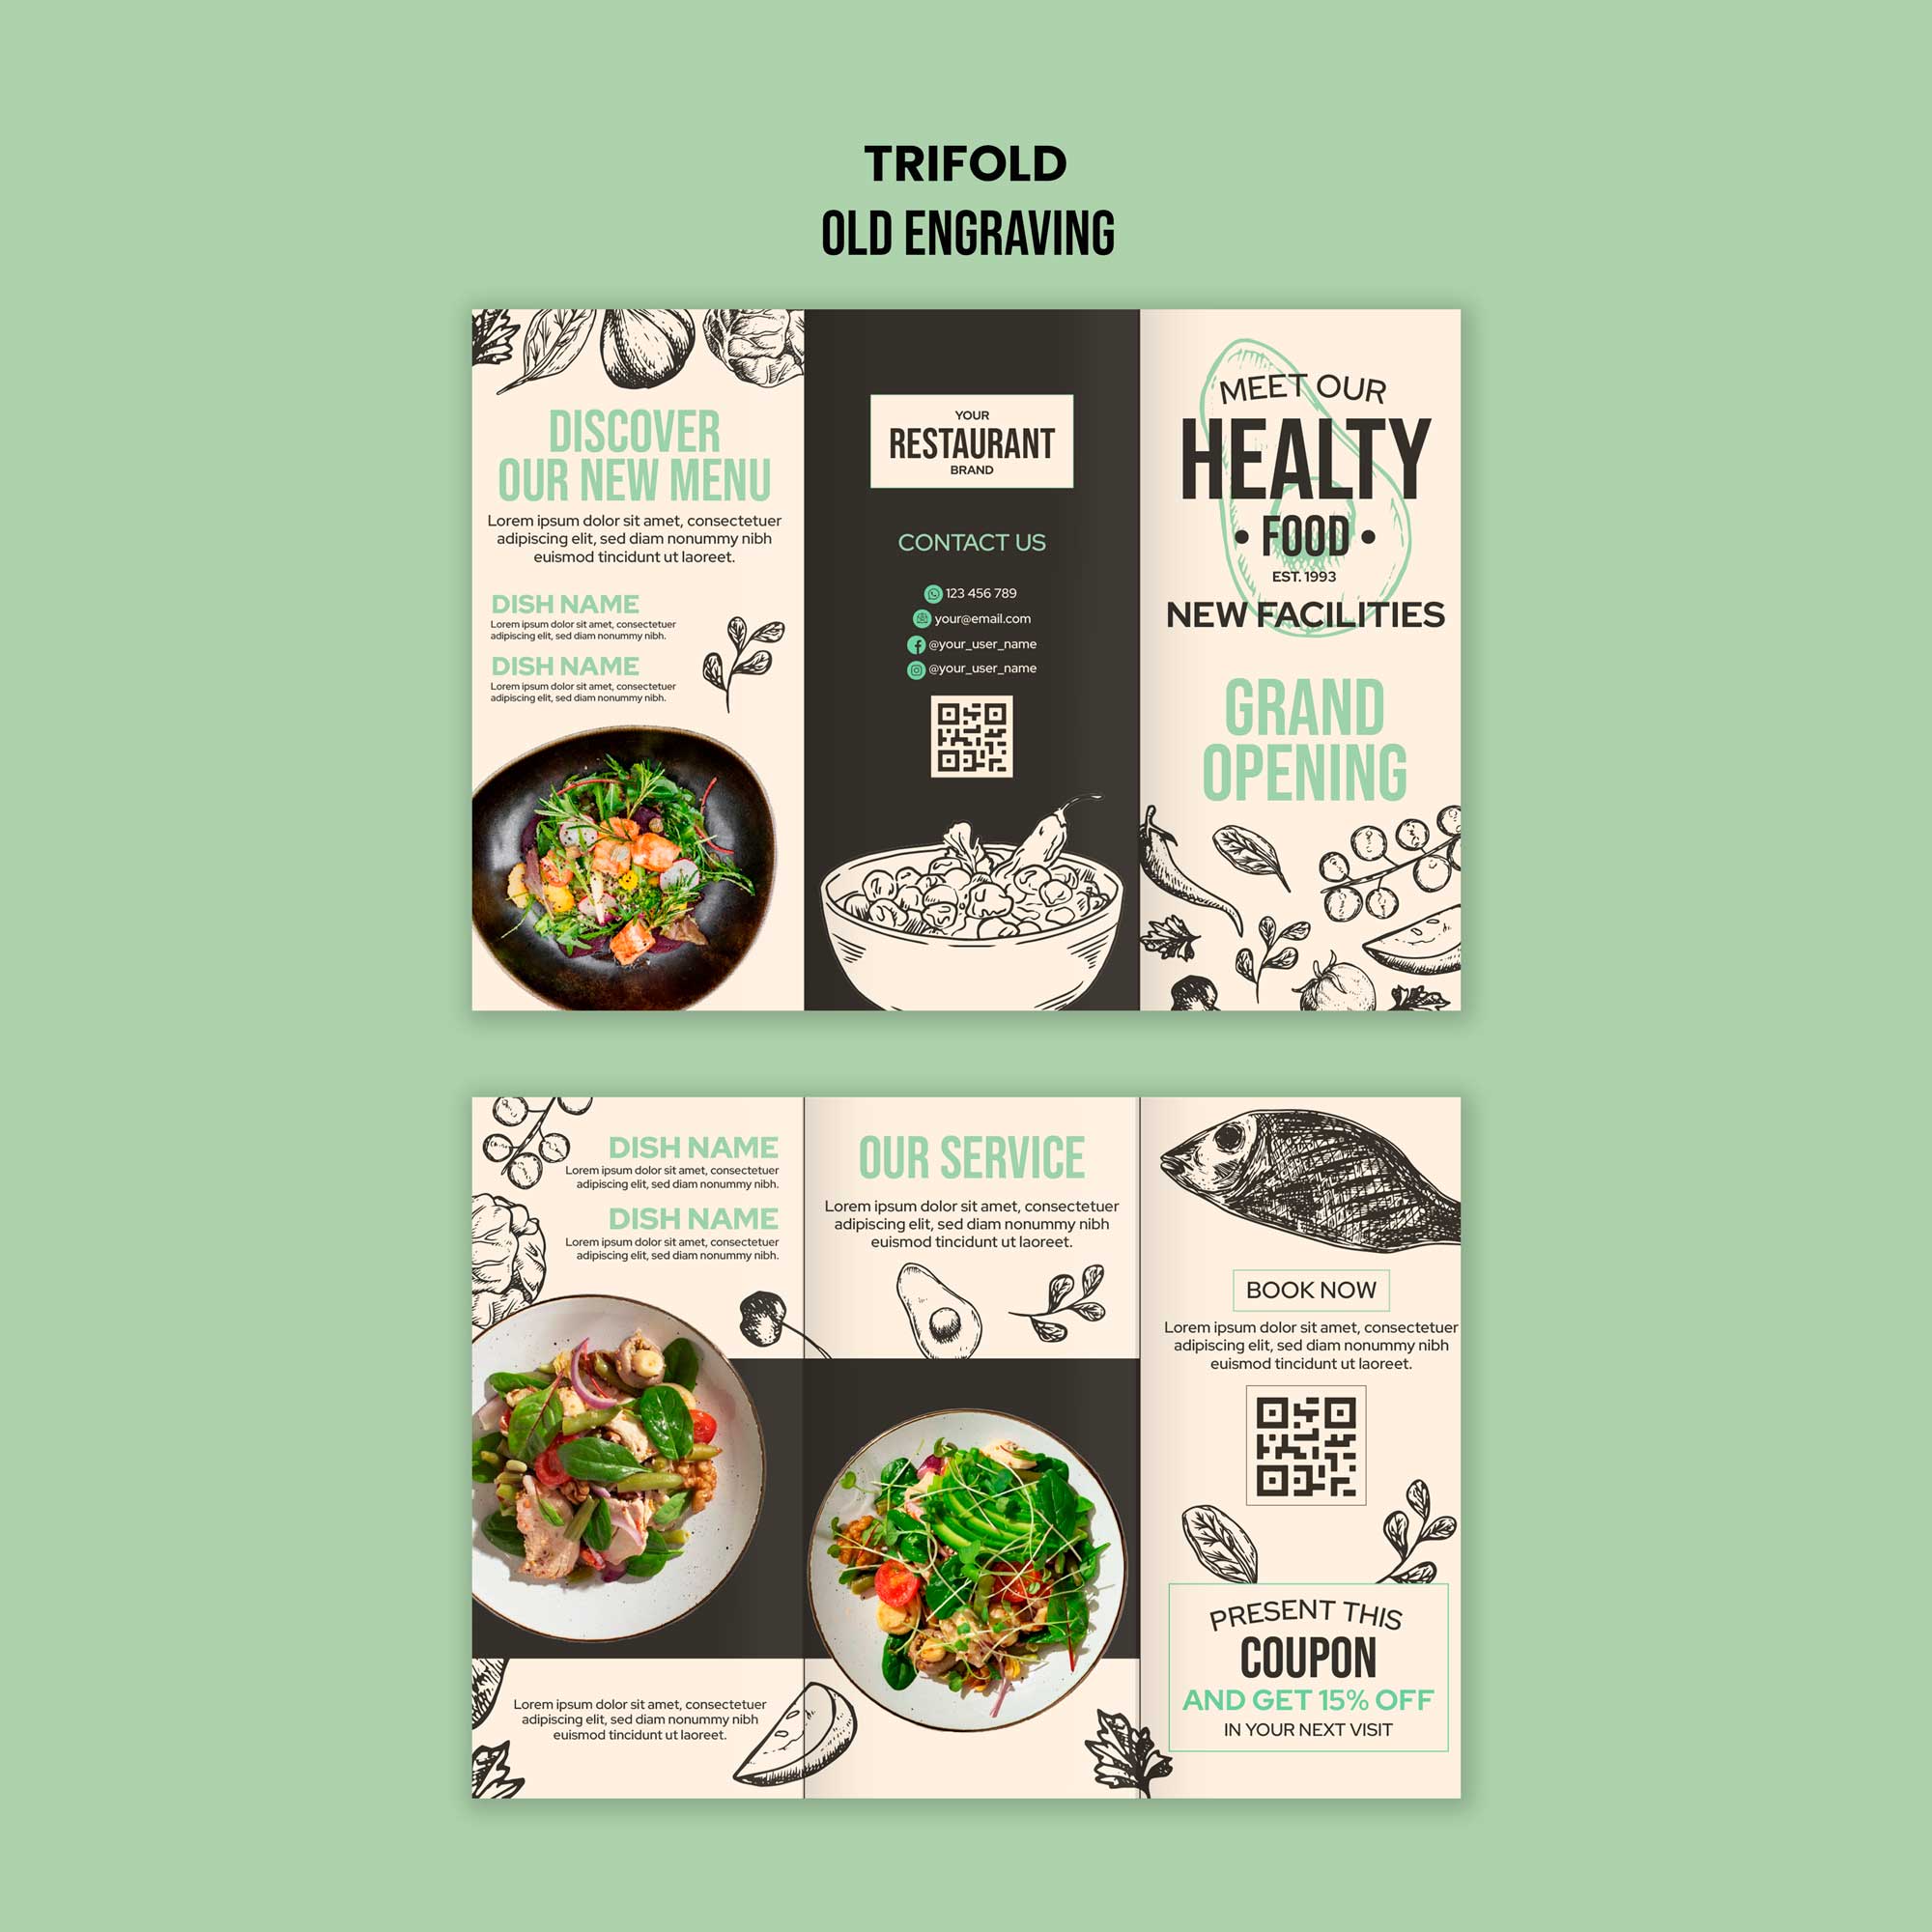 TRIFOLD
OLD ENGRAVING
DISCOVER
OUR NEW MENU
Lorem ipsum dolor sit amet, consectetuer
adipiscing elit, sed diam nonummy nibh
euismod tincidunt ut laoreet.
DISH NAME
Lorem ipsum dolor sit amet, consectetuer
adipiscing elit, sed diam nonummy nibh.
DISH NAME
Lorem ipsum dolor sit amet, consectetuer
adipiscing elit, sed diam nonummy nibh.
YOUR
RESTAURANT
BRAND
CONTACT US
123 456 789
your@email.com
@your_user_name
@your_user_name
MEET OUR
HEALTY
• FOOD •
EST. 1993
NEW FACILITIES
GRAND
OPENING
DISH NAME
Lorem ipsum dolor sit amet, consectetuer
adipiscing elit, sed diam nonummy nibh.
DISH NAME
Lorem ipsum dolor sit amet, consectetuer
adipiscing elit, sed diam nonummy nibh.
Lorem ipsum dolor sit amet, consectetuer
adipiscing elit, sed diam nonummy nibh
euismod tincidunt ut laoreet.
OUR SERVICE
Lorem ipsum dolor sit amet, consectetuer
adipiscing elit, sed diam nonummy nibh
euismod tincidunt ut laoreet.
BOOK NOW
Lorem ipsum dolor sit amet, consectetuer
adipiscing elit, sed diam nonummy nibh
euismod tincidunt ut laoreet.
PRESENT THIS
COUPON
AND GET 15% OFF
IN YOUR NEXT VISIT